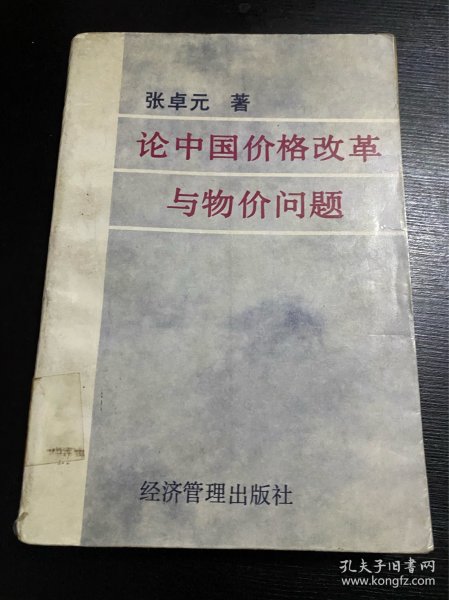 张卓元 著
论中国价格改革
与物价问题
经济管理出版社
孔夫子旧书网
www.kongfz.com